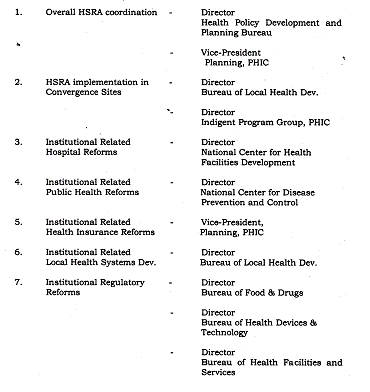 1. Overall HSRA coordination - Director
Health Policy Development and
Planning Bureau
- Vice-President
Planning, PHIC
2. HSRA implementation in - Director
Convergence Sites Bureau of Local Health Dev.
- Director
Indigent Program Group, PHIC
3. Institutional Related - Director
Hospital Reforms National Center for Health
Facilities Development
4. Institutional Related - Director
Public Health Reforms National Center for Disease
Prevention and Control
5. Institutional Related - Vice-President,
Health Insurance Reforms Planning, PHIC
6. Institutional Related - Director
Local Health Systems Dev. Bureau of Local Health Dev.
7. Institutional Regulatory - Director
Reforms Bureau of Food & Drugs
- Director
Bureau of Health Devices &
Technology
- Director
Bureau of Health Facilities and
Services